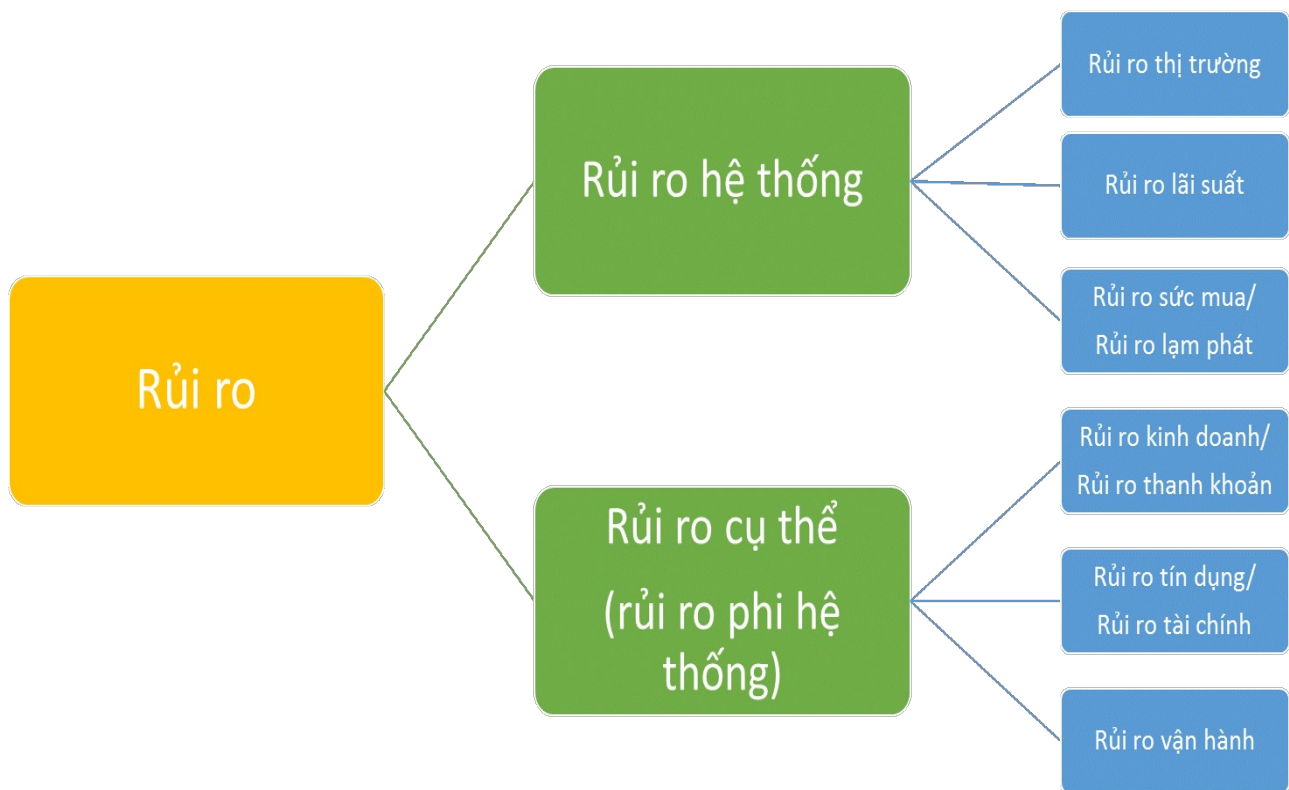 Rủi ro
Rủi ro hệ thống
Rủi ro thị trường
Rủi ro lãi suất
Rủi ro sức mua/
Rủi ro lạm phát
Rủi ro cụ thể
(rủi ro phi hệ
thống)
Rủi ro kinh doanh/
Rủi ro thanh khoản
Rủi ro tín dụng/
Rủi ro tài chính
Rủi ro vận hành